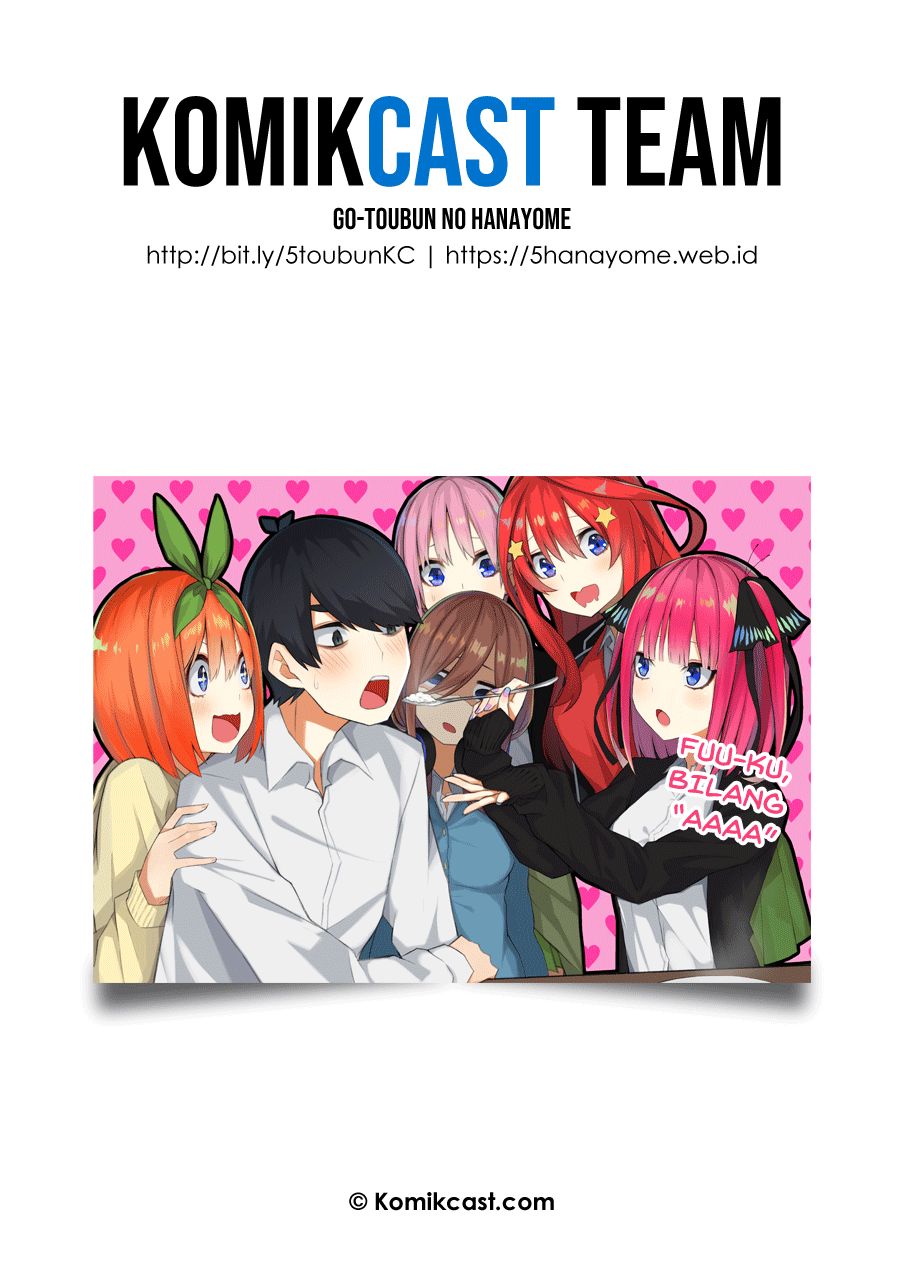 KOMIKCAST TEAM
GO-TOUBUN NO HANAYOME
http://bit.ly/5toubunKC | https://5hanayome.web.id
FUU-KU,
BILANG
"AAAA"
© Komikcast.com